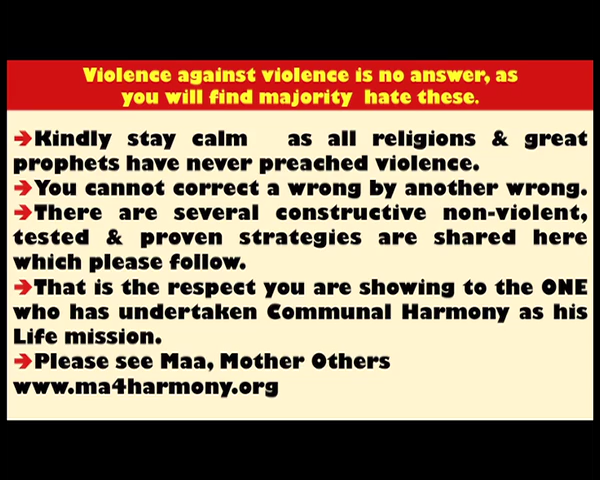 Violence against violence is no answer, as
you will find majority hate these.
➔Kindly stay calm as all religions & great
prophets have never preached violence.
➔You cannot correct a wrong by another wrong.
➔There are several constructive non-violent,
tested & proven strategies are shared here
which please follow.
➔That is the respect you are showing to the ONE
who has undertaken Communal Harmony as his
Life mission.
➔Please see Maa, Mother Others
www.ma4harmony.org